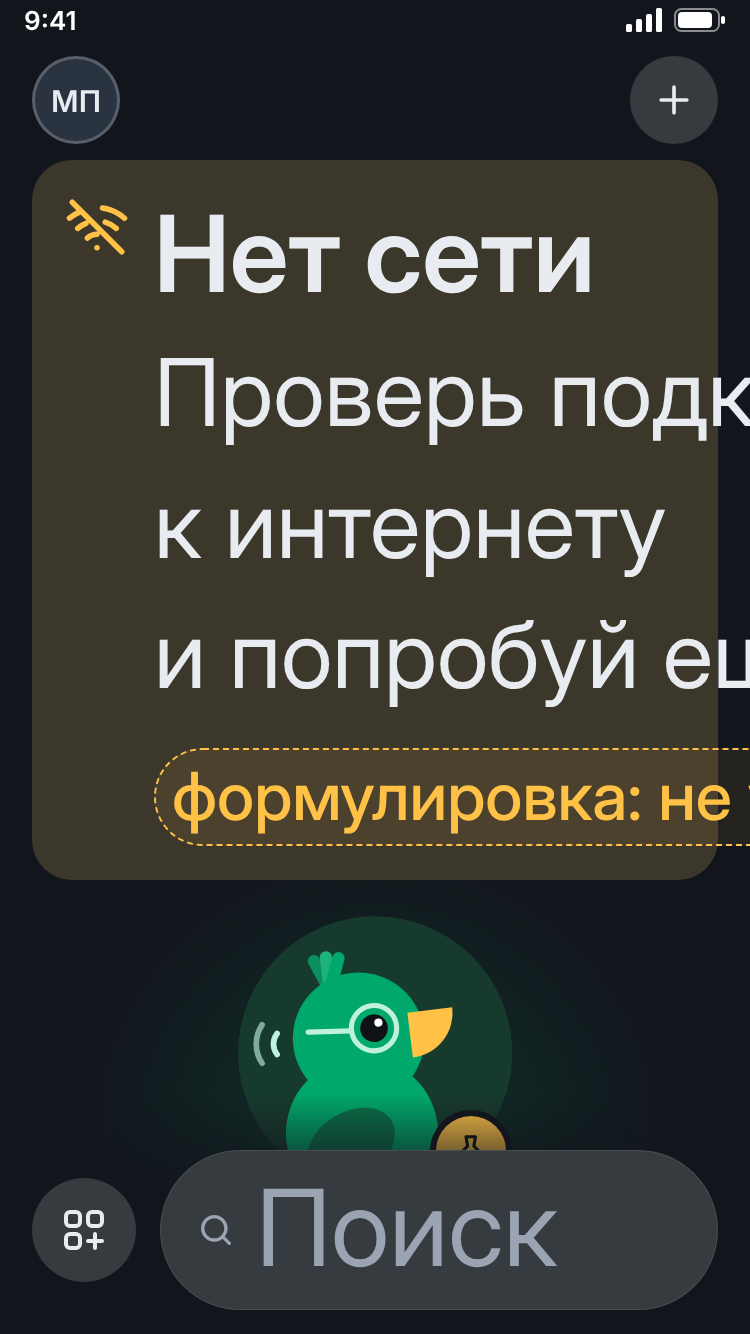 9:41
МП
Нет сети
Проверь подк
к интернету
и попробуй ещ
формулировка: не
Поиск